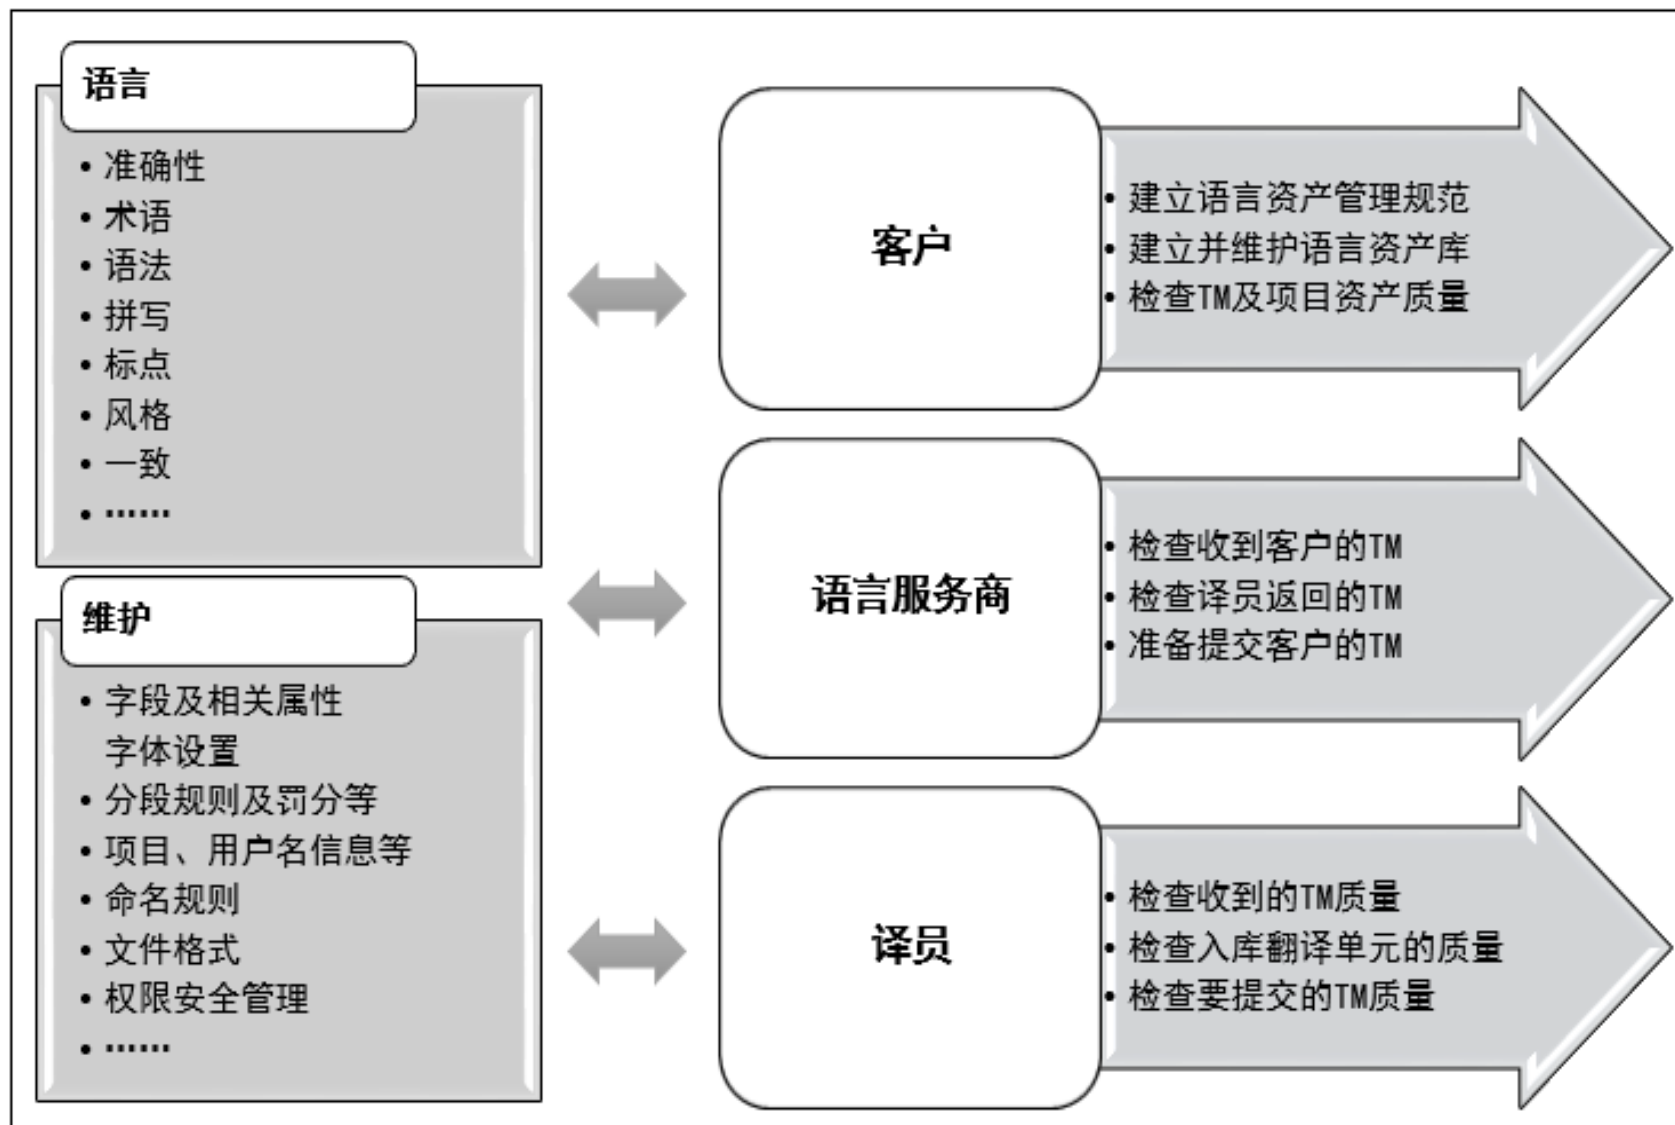 语言
• 准确性
• 术语
• 语法
• 拼写
• 标点
• 风格
• 一致
• ……
维护
• 字段及相关属性
字体设置
• 分段规则及罚分等
• 项目、用户名信息等
• 命名规则
• 文件格式
• 权限安全管理
• ……
客户
• 建立语言资产管理规范
• 建立并维护语言资产库
• 检查TM及项目资产质量
语言服务商
• 检查收到客户的TM
• 检查译员返回的TM
• 准备提交客户的TM
译员
• 检查收到的TM质量
• 检查入库翻译单元的质量
• 检查要提交的TM质量